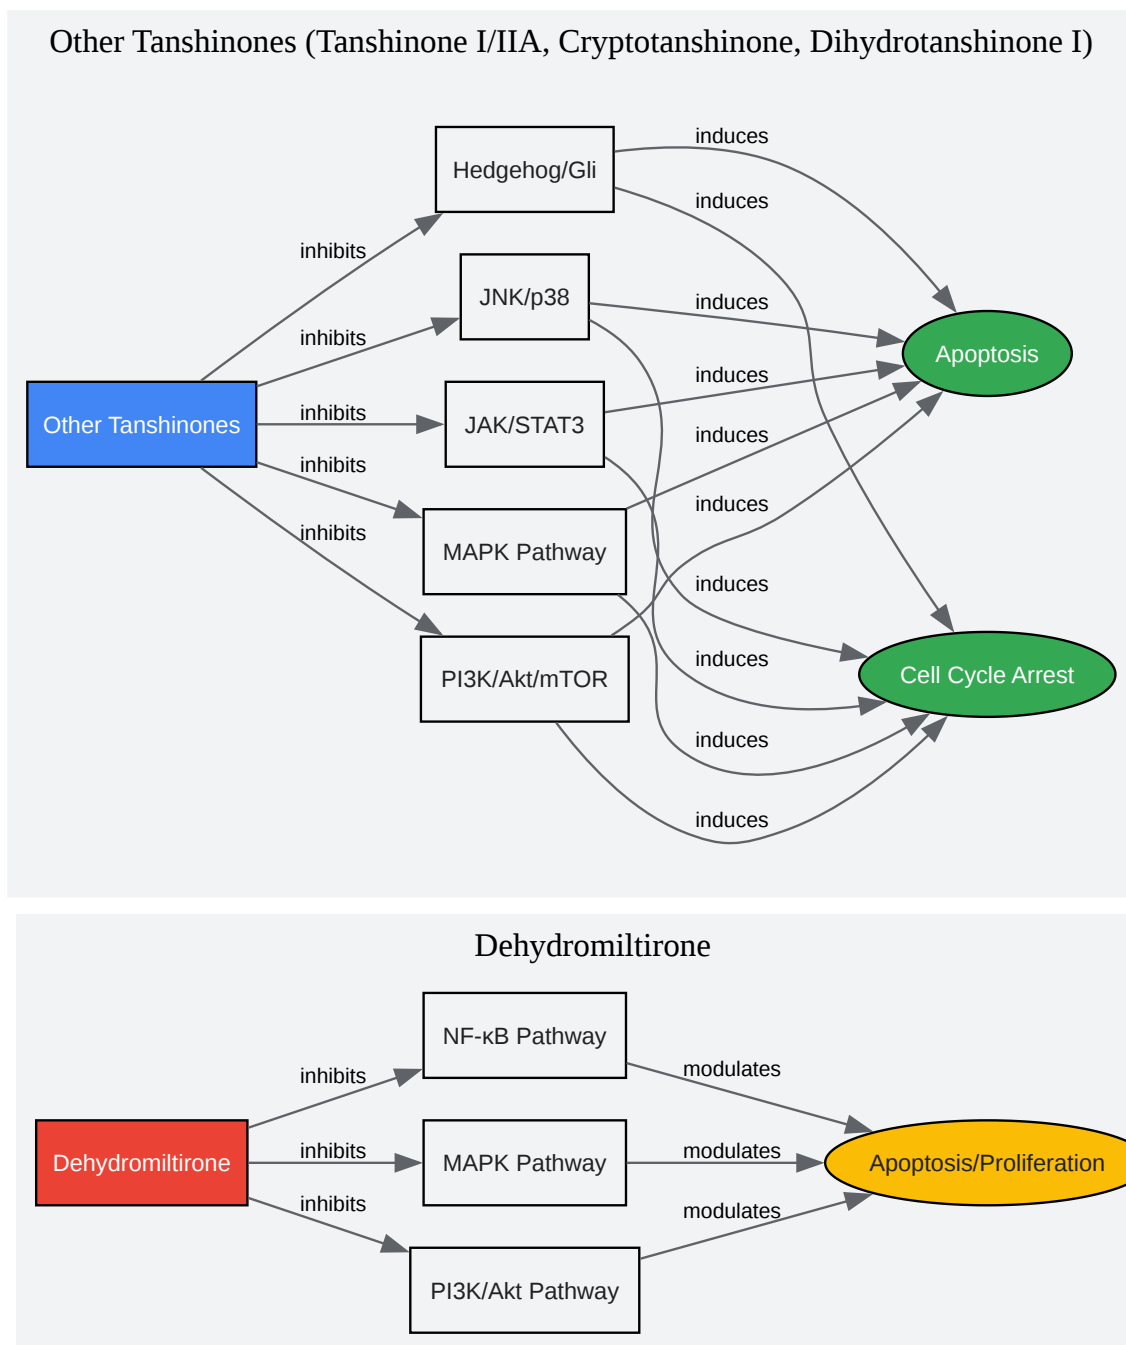 Other Tanshinones (Tanshinone I/IIA, Cryptotanshinone, Dihydrotanshinone I)
induces
Hedgehog/Gli
induces
inhibits
JNK/p38
induces
inhibits
Apoptosis
induces
Other Tanshinones
inhibits
JAK/STAT3
induces
inhibits
induces
inhibits
MAPK Pathway
induces
induces
PI3K/Akt/mTOR
Cell Cycle Arrest
induces
induces
Dehydromiltirone
NF-κB Pathway
modulates
inhibits
inhibits
modulates
Dehydromiltirone
MAPK Pathway
Apoptosis/Proliferation
inhibits
modulates
PI3K/Akt Pathway